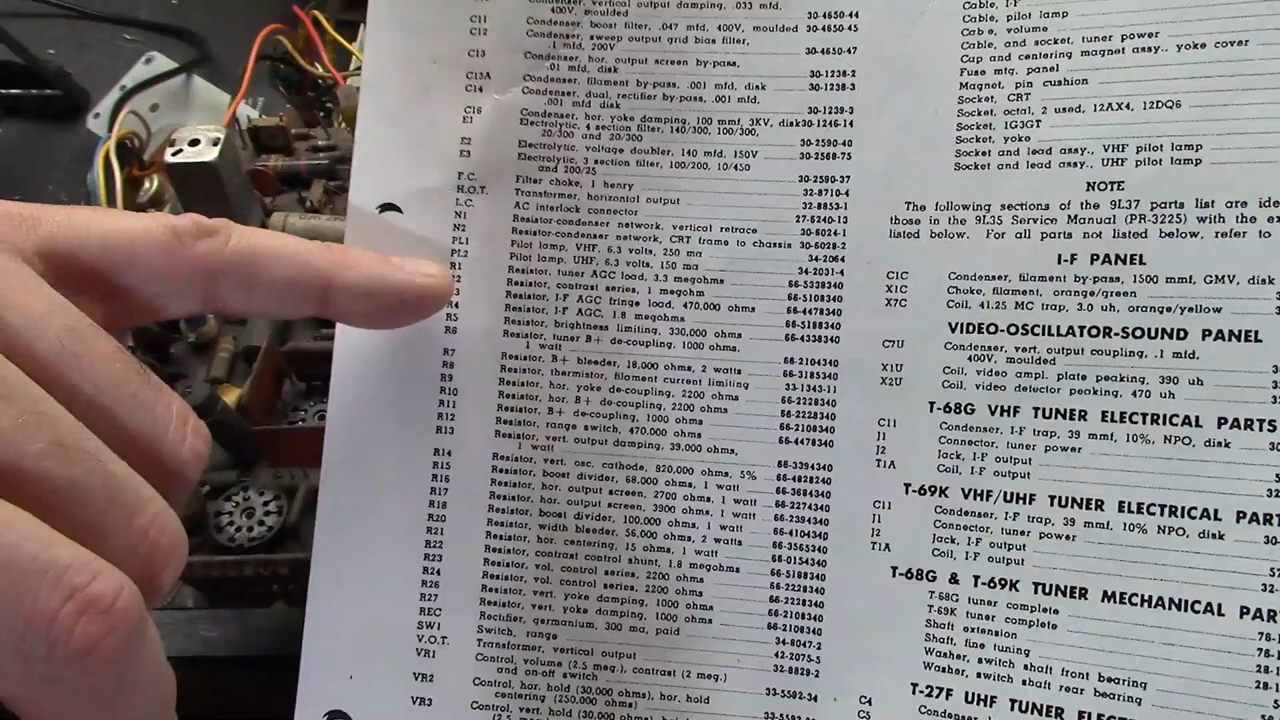 Condenser, vertical output damping, .033 mfd,
400V, moulded 30-4650-44
C11 Condenser, boost filter, .047 mfd, 400V, moulded 30-4650-45
C12 Condenser, sweep output grid bias filter,
.1 mfd, 200V 30-4650-47
C13 Condenser, hor. output screen by-pass,
.01 mfd, disk 30-1238-2
C13A Condenser, filament by-pass, .001 mfd, disk 30-1238-3
C14 Condenser, dual, rectifier by-pass, .001 mfd,
.001 mfd disk 30-1239-3
C16 Condenser, hor. yoke damping, 100 mmf, 3KV, disk 30-1246-14
E1 Electrolytic, 4 section filter, 140/300, 100/300,
20/300 and 20/300 30-2590-40
E2 Electrolytic, voltage doubler, 140 mfd, 150V 30-2568-75
E3 Electrolytic, 3 section filter, 100/200, 10/450
and 200/25 30-2590-37
F.C. Filter choke, 1 henry 32-8710-4
H.O.T. Transformer, horizontal output 32-8853-1
L.C. AC interlock connector 27-6240-13
N1 Resistor-condenser network, vertical retrace 30-6024-1
N2 Resistor-condenser network, CRT frame to chassis 30-6028-2
PL1 Pilot lamp, VHF, 6.3 volts, 250 ma 34-2064
PL2 Pilot lamp, UHF, 6.3 volts, 150 ma 34-2031-4
R1 Resistor, tuner AGC load, 3.3 megohms 66-5338340
2 Resistor, contrast series, 1 megohm 66-5108340
3 Resistor, I-F AGC fringe load, 470,000 ohms 66-4478340
R4 Resistor, I-F AGC, 1.8 megohms 66-5188340
R5 Resistor, brightness limiting, 330,000 ohms 66-4338340
R6 Resistor, tuner B+ de-coupling, 1000 ohms,
1 watt 66-2104340
R7 Resistor, B+ bleeder, 18,000 ohms, 2 watts 66-3185340
R8 Resistor, thermistor, filament current limiting 33-1343-11
R9 Resistor, hor. yoke de-coupling, 2200 ohms 66-2228340
R10 Resistor, hor. B+ de-coupling, 2200 ohms 66-2228340
R11 Resistor, B+ de-coupling, 1000 ohms 66-2108340
R12 Resistor, range switch, 470,000 ohms 66-4478340
R13 Resistor, vert. output damping, 39,000 ohms,
1 watt 66-3394340
R14 Resistor, vert. osc. cathode, 820,000 ohms, 5% 66-4828240
R15 Resistor, boost divider, 68,000 ohms, 1 watt 66-3684340
R16 Resistor, hor. output screen, 2700 ohms, 1 watt 66-2274340
R17 Resistor, hor. output screen, 3900 ohms, 1 watt 66-2394340
R18 Resistor, boost divider, 100,000 ohms, 1 watt 66-4104340
R20 Resistor, width bleeder, 56,000 ohms, 2 watts 66-3565340
R21 Resistor, hor. centering, 15 ohms, 1 watt 66-0154340
R22 Resistor, contrast control shunt, 1.8 megohms 66-5188340
R23 Resistor, vol. control series, 2200 ohms 66-2228340
R24 Resistor, vol. control series, 2200 ohms 66-2228340
R26 Resistor, vert. yoke damping, 1000 ohms 66-2108340
R27 Resistor, vert. yoke damping, 1000 ohms 66-2108340
REC Rectifier, germanium, 300 ma, paid 34-8047-2
SW1 Switch, range 42-2075-5
V.O.T. Transformer, vertical output 32-8829-2
VR1 Control, volume (2.5 meg.), contrast (2 meg.)
and on-off switch 33-5592-34
VR2 Control, hor. hold (30,000 ohms), hor. hold
centering (250,000 ohms)
VR3 Control, vert. hold (30,000 ohms),
Cable, I-F
Cable, pilot lamp
Cable, volume
Cable, and socket, tuner power
Cap and centering magnet assy., yoke cover
Fuse mtg. panel
Magnet, pin cushion
Socket, CRT
Socket, octal, 2 used, 12AX4, 12DQ6
Socket, 1G3GT
Socket, yoke
Socket and lead assy., VHF pilot lamp
Socket and lead assy., UHF pilot lamp
NOTE
The following sections of the 9L37 parts list are ide
those in the 9L35 Service Manual (PR-3225) with the e
listed below. For all parts not listed below, refer to
I-F PANEL
C1C Condenser, filament by-pass, 1500 mmf, GMV, disk
X1C Choke, filament, orange/green
X7C Coil, 41.25 MC trap, 3.0 uh, orange/yellow
VIDEO-OSCILLATOR-SOUND PANEL
C7U Condenser, vert. output coupling, .1 mfd,
400V, moulded
X1U Coil, video ampl. plate peaking, 390 uh
X2U Coil, video detector peaking, 470 uh
T-68G VHF TUNER ELECTRICAL PARTS
C11 Condenser, I-F trap, 39 mmf, 10%, NPO, disk
J1 Connector, tuner power
J2 Jack, I-F output
T1A Coil, I-F output
T-69K VHF/UHF TUNER ELECTRICAL PART
C11 Condenser, I-F trap, 39 mmf, 10% NPO, disk
J1 Connector, tuner power
J2 Jack, I-F output
T1A Coil, I-F output
T-68G & T-69K TUNER MECHANICAL PAR
T-68G tuner complete
T-69K tuner complete
Shaft extension
Shaft, fine tuning
Washer, switch shaft front bearing
Washer, switch shaft rear bearing
T-27F UHF TUNER ELECT
C4
C5